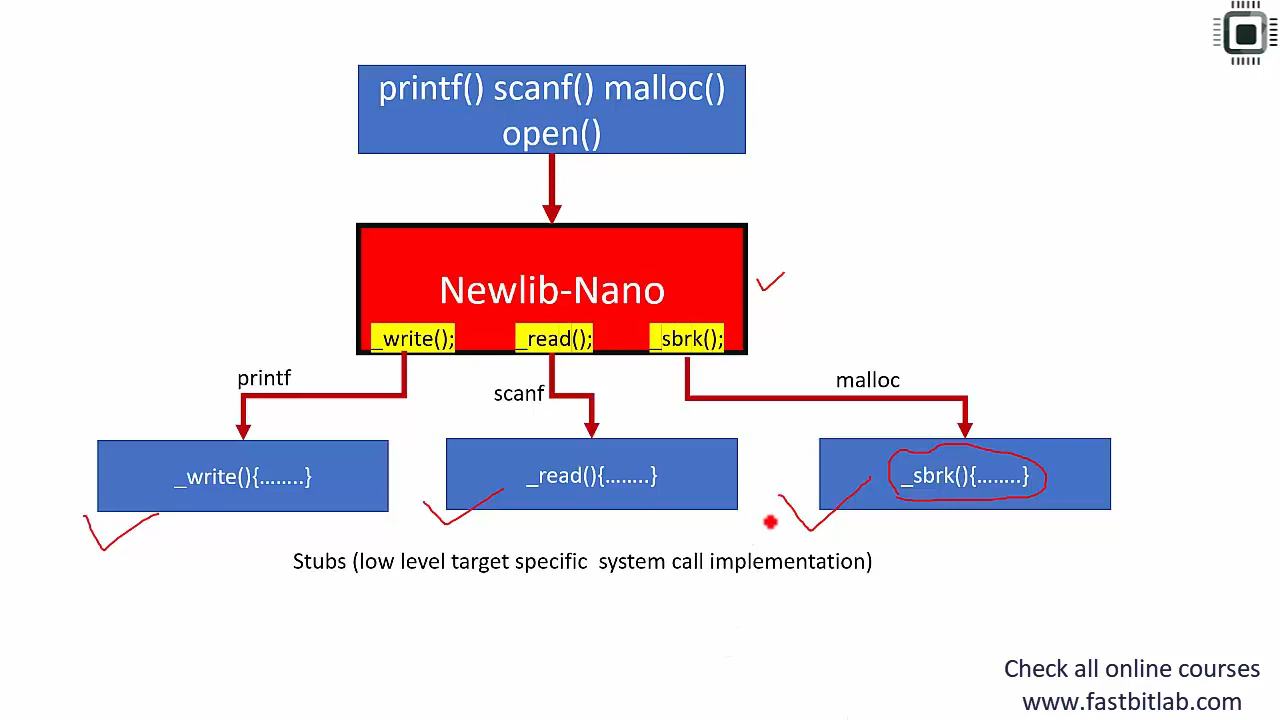 printf() scanf() malloc()
open()
Newlib-Nano
_write();
_read();
_sbrk();
printf
scanf
malloc
_write(){........}
_read(){........}
_sbrk(){........}
Stubs (low level target specific  system call implementation)
Check all online courses
www.fastbitlab.com